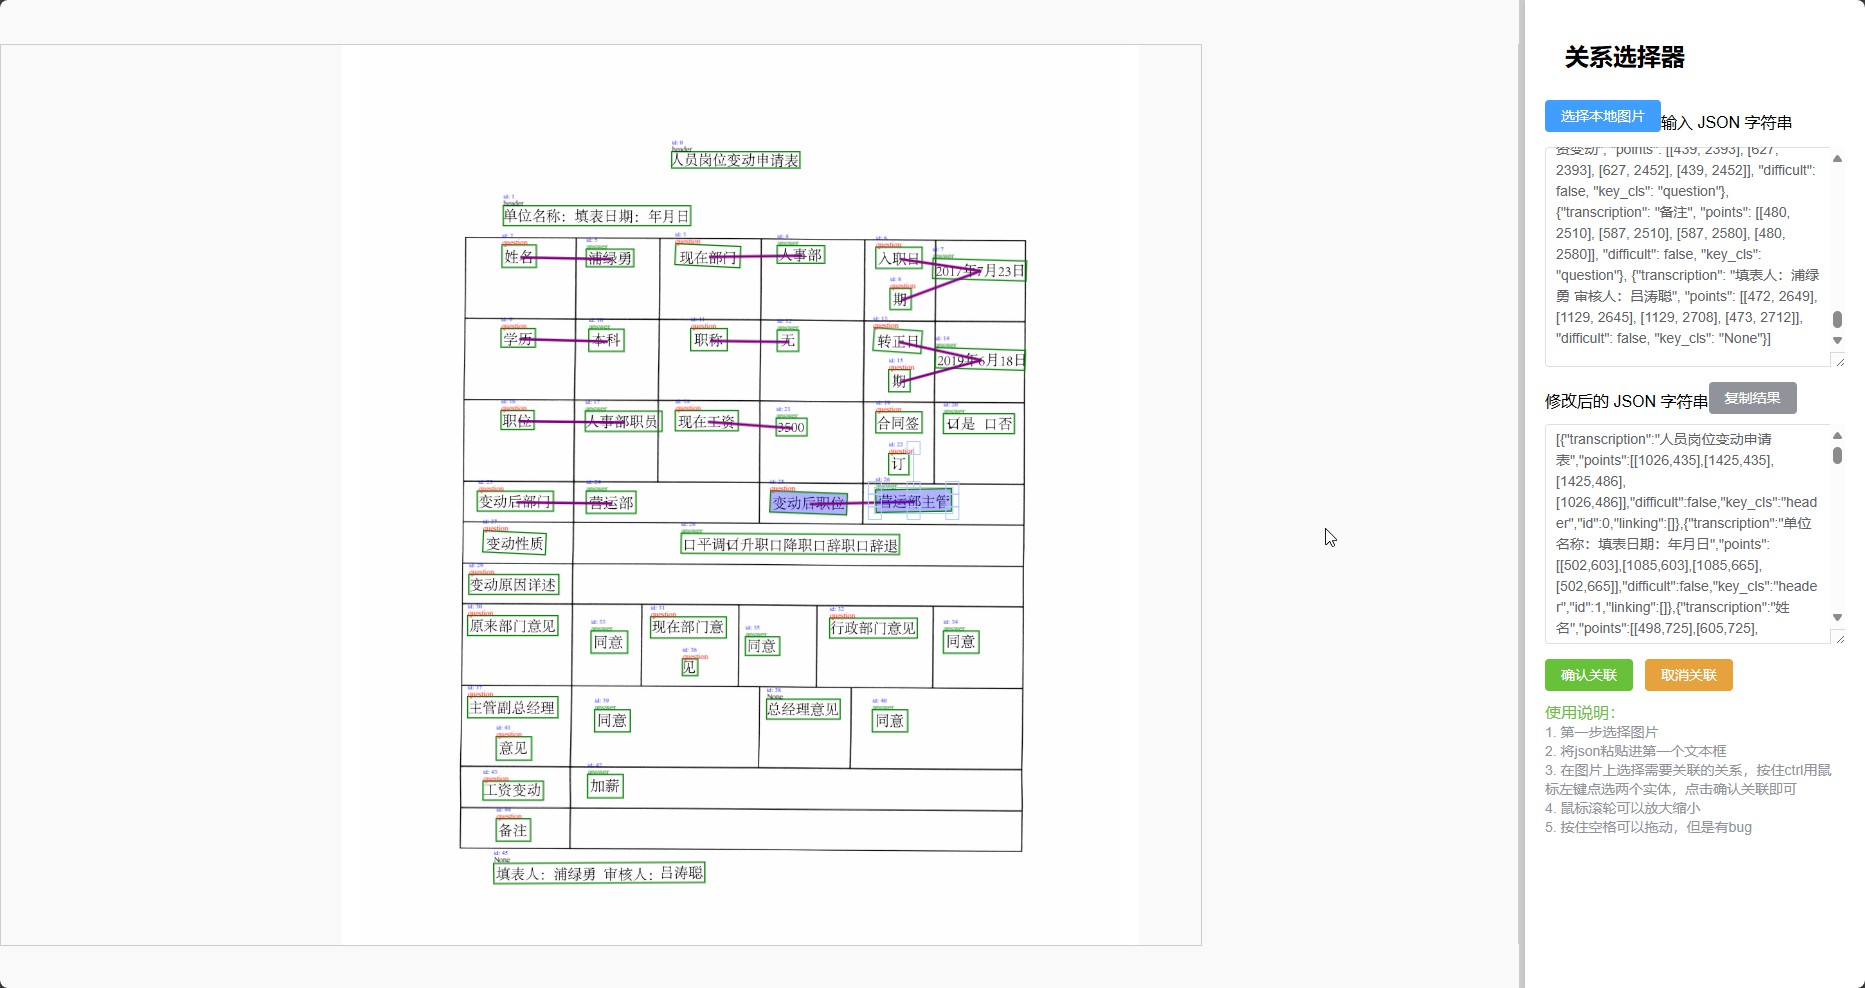 关系选择器
选择本地图片 输入 JSON 字符串
资变动", "points": [[439, 2393], [627,
2393], [627, 2452], [439, 2452]], "difficult":
false, "key_cls": "question"},
{"transcription": "备注", "points": [[480,
2510], [587, 2510], [587, 2580], [480,
2580]], "difficult": false, "key_cls":
"question"}, {"transcription": "填表人：浦绿
勇 审核人：吕涛聪", "points": [[472, 2649],
[1129, 2645], [1129, 2708], [473, 2712]],
"difficult": false, "key_cls": "None"}]
修改后的 JSON 字符串 复制结果
[{"transcription":"人员岗位变动申请
表","points":[[1026,435],[1425,435],
[1425,486],
[1026,486]],"difficult":false,"key_cls":"hea
der","id":0,"linking":[]},{"transcription":"单位
名称：填表日期：年月日","points":
[[502,603],[1085,603],[1085,665],
[502,665]],"difficult":false,"key_cls":"heade
r","id":1,"linking":[]},{"transcription":"姓
名","points":[[498,725],[605,725],
确认关联 取消关联
使用说明：
1. 第一步选择图片
2. 将json粘贴进第一个文本框
3. 在图片上选择需要关联的关系，按住ctrl用鼠
标左键点选两个实体，点击确认关联即可
4. 鼠标滚轮可以放大缩小
5. 按住空格可以拖动，但是有bug
id: 0
header
人员岗位变动申请表
id: 1
header
单位名称：填表日期：年月日
姓名 浦绿勇 现在部门 人事部 入职日 2017年7月23日
期
学历 本科 职称 无 转正日 2019年6月18日
期
职位 人事部职员 现在工资 3500 合同签 是 口否
订
变动后部门 营运部 变动后职位 营运部主管
变动性质 口平调 升职口降职口辞职口辞退
变动原因详述
原来部门意见 同意 现在部门意 同意 行政部门意见 同意
见
主管副总经理 同意 总经理意见 同意
意见
工资变动 加薪
备注
id: 45
None
填表人：浦绿勇 审核人：吕涛聪